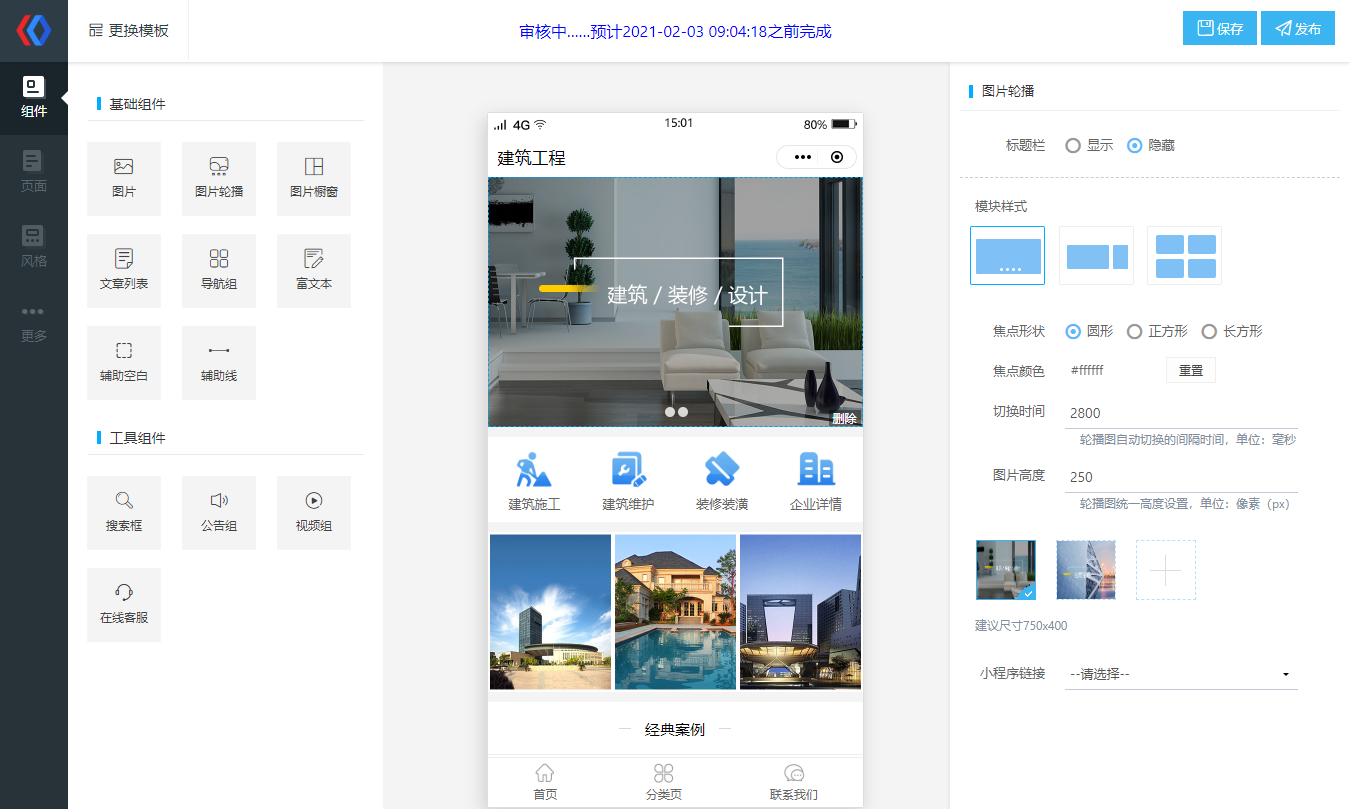 更换模板
审核中......预计2021-02-03 09:04:18之前完成
保存
发布
组件
页面
风格
更多
基础组件
图片
图片轮播
图片橱窗
文章列表
导航组
富文本
辅助空白
辅助线
工具组件
搜索框
公告组
视频组
在线客服
4G
15:01
80%
建筑工程
建筑 / 装修 / 设计
删除
建筑施工
建筑维护
装修装潢
企业详情
经典案例
首页
分类页
联系我们
图片轮播
标题栏
显示
隐藏
模块样式
焦点形状
圆形
正方形
长方形
焦点颜色
#ffffff
重置
切换时间
2800
轮播图自动切换的间隔时间，单位：毫秒
图片高度
250
轮播图统一高度设置，单位：像素（px）
建议尺寸750x400
小程序链接
--请选择--